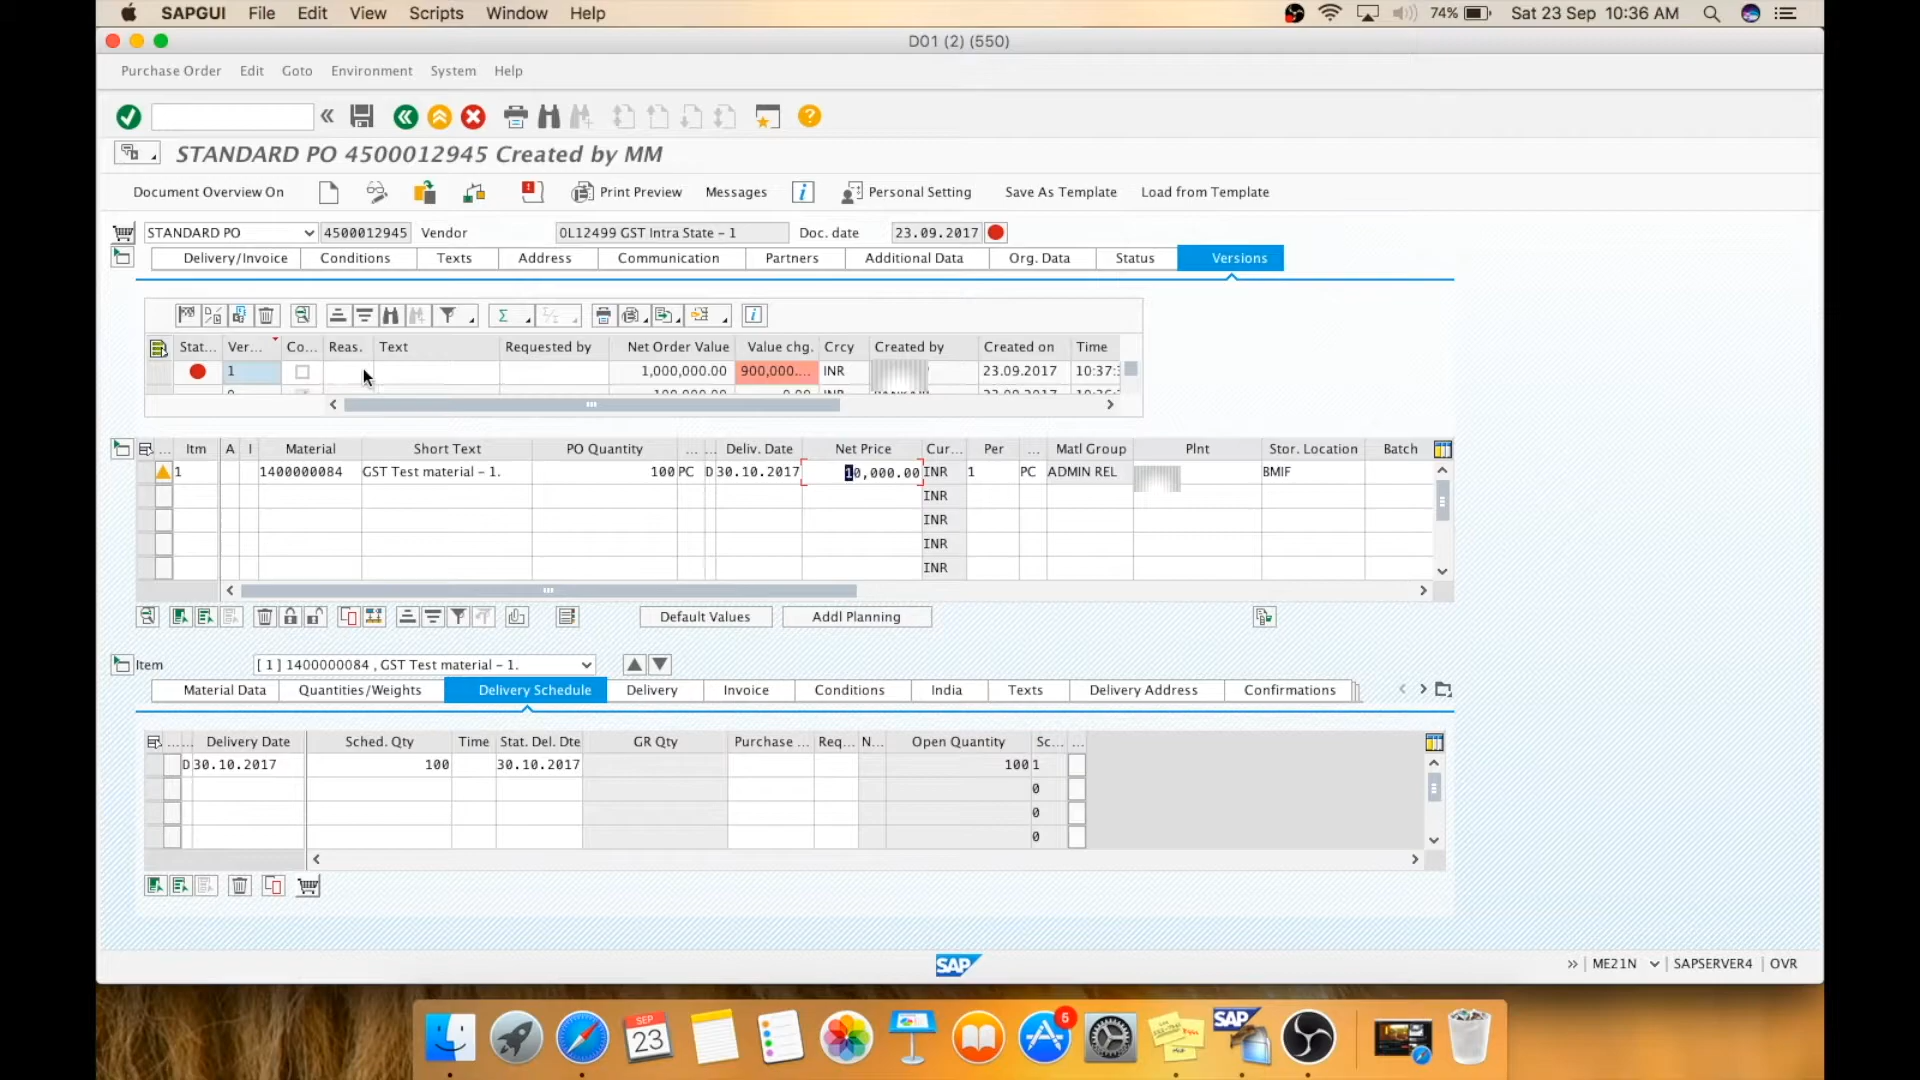 SAPGUI File Edit View Scripts Window Help 74% Sat 23 Sep 10:36 AM
D01 (2) (550)
Purchase Order Edit Goto Environment System Help
STANDARD PO 4500012945 Created by MM
Document Overview On Print Preview Messages Personal Setting Save As Template Load from Template
STANDARD PO 4500012945 Vendor 0L12499 GST Intra State - 1 Doc. date 23.09.2017
Delivery/Invoice Conditions Texts Address Communication Partners Additional Data Org. Data Status Versions
Stat... Ver... Co... Reas. Text Requested by Net Order Value Value chg. Crcy Created by Created on Time
1 1,000,000.00 900,000.... INR 23.09.2017 10:37:
Itm A I Material Short Text PO Quantity ... ... Deliv. Date Net Price Cur... Per ... Matl Group Plnt Stor. Location Batch
1 1400000084 GST Test material - 1. 100 PC D 30.10.2017 10,000.00 INR 1 PC ADMIN REL BMIF
INR
INR
INR
INR
Default Values Addl Planning
Item [ 1 ] 1400000084 , GST Test material - 1.
Material Data Quantities/Weights Delivery Schedule Delivery Invoice Conditions India Texts Delivery Address Confirmations
... ... Delivery Date Sched. Qty Time Stat. Del. Dte GR Qty Purchase ... Req... N... Open Quantity Sc... ...
D 30.10.2017 100 30.10.2017 100 1
0
0
0
SAP
ME21N SAPSERVER4 OVR
SEP
23
5
SAP